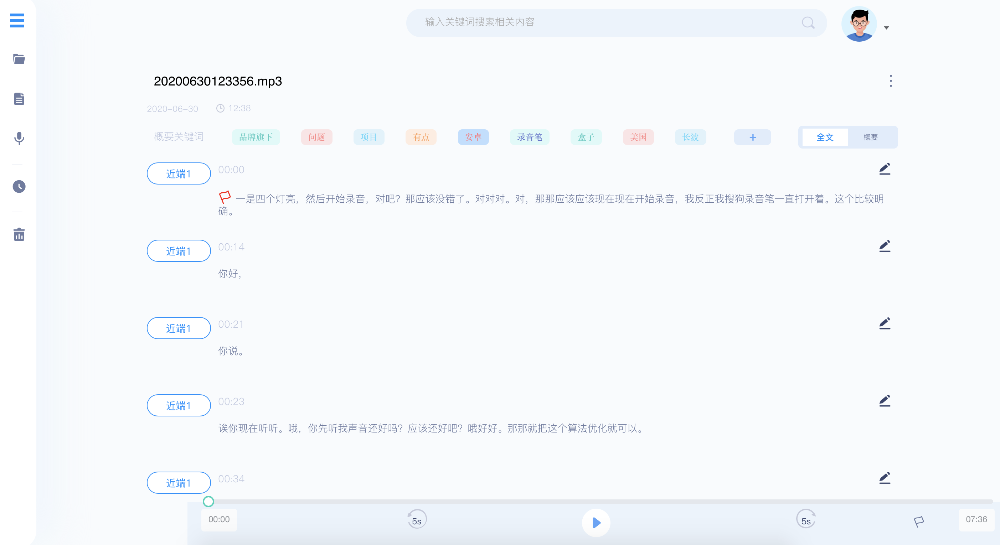 输入关键词搜索相关内容
20200630123356.mp3
2020-06-30 12:38
概要关键词 品牌旗下 问题 项目 有点 安卓 录音笔 盒子 美国 长波 + 全文 概要
近端1 00:00
一是四个灯亮，然后开始录音，对吧？那应该没错了。对对对。对，那那应该应该现在现在开始录音，我反正我搜狗录音笔一直打开着。这个比较明
确。
近端1 00:14
你好，
近端1 00:21
你说。
近端1 00:23
诶你现在听听。哦，你先听我声音还好吗？应该还好吧？哦好好。那那就把这个算法优化就可以。
近端1 00:34
00:00 5s 5s 07:36